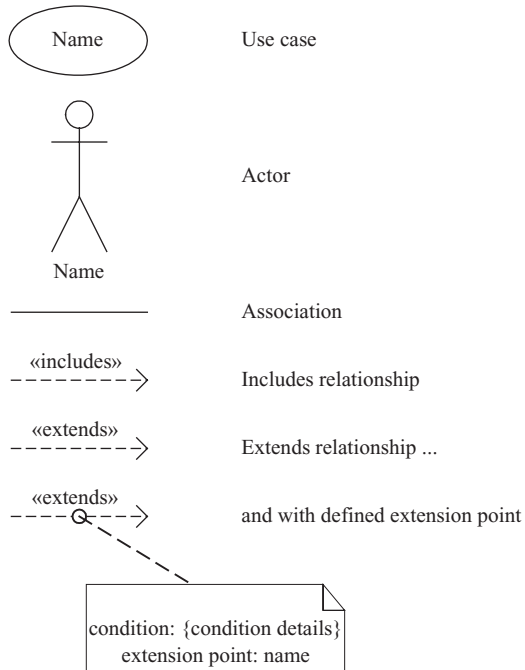 Name Use case
Actor
Name
Association
«includes»
Includes relationship
«extends»
Extends relationship ...
«extends»
and with defined extension point
condition: {condition details}
extension point: name